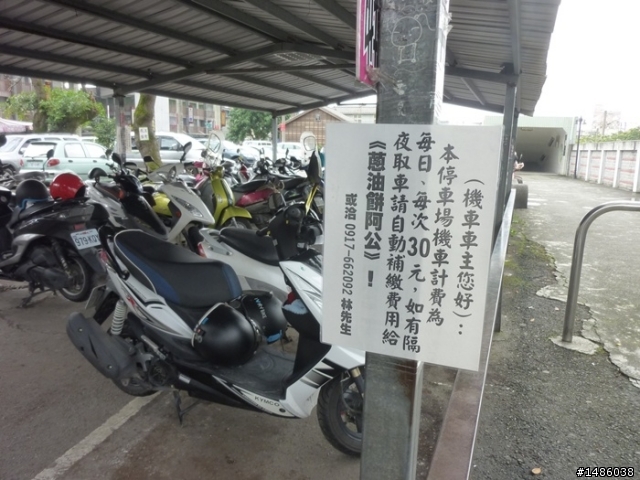 （機車車主您好）：
本停車場機車計費為
每日、每次30元，如有隔
夜取車請自動補繳費用給
《蔥油餅阿公》！
或洽 0917-662092 林先生
KYMCO
#1486038